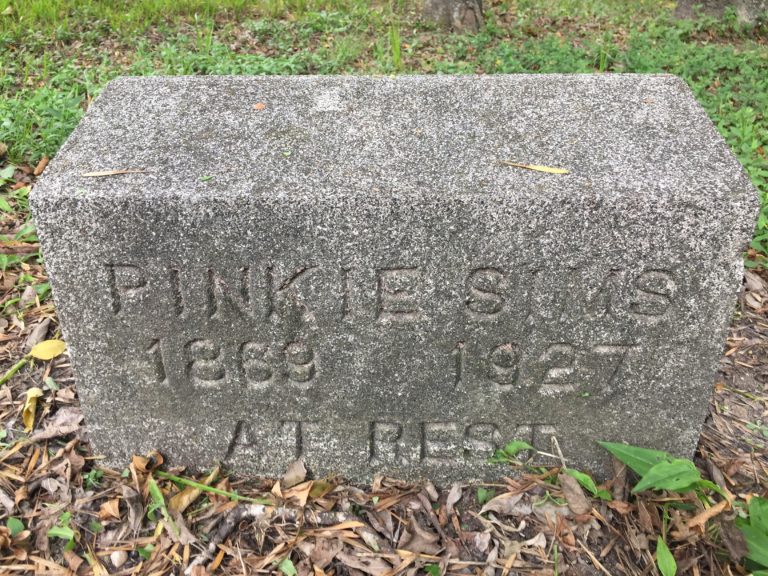 PINKIE SIMS
1869 1927
AT REST